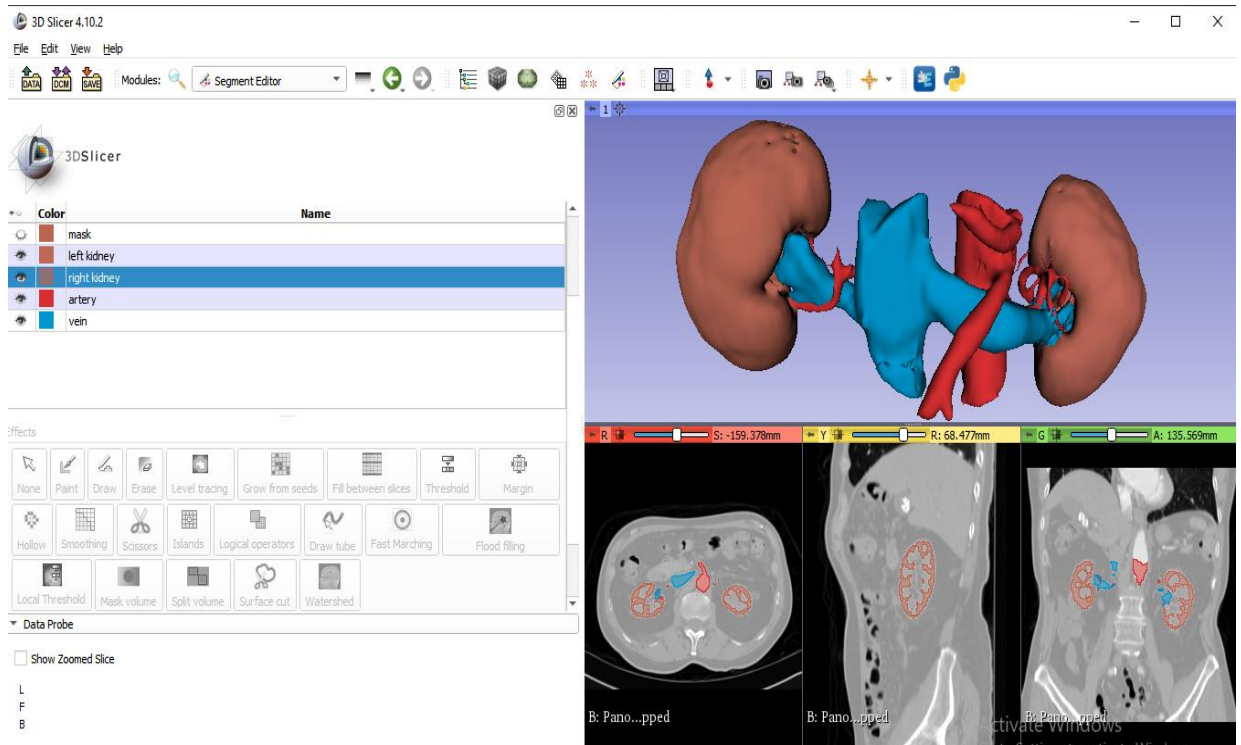 3D Slicer 4.10.2
File Edit View Help
DATA DCM SAVE Modules: Segment Editor
1
3DSlicer
Color Name
mask
left kidney
right kidney
artery
vein
Effects
R S: -159.378mm Y R: 68.477mm G A: 135.569mm
None Paint Draw Erase Level tracing Grow from seeds Fill between slices Threshold Margin
Hollow Smoothing Scissors Islands Logical operators Draw tube Fast Marching Flood filling
Local Threshold Mask volume Split volume Surface cut Watershed
Data Probe
Show Zoomed Slice
L
F
B
B: Pano...pped B: Pano...pped B: Pano...pped
ctivate Windows